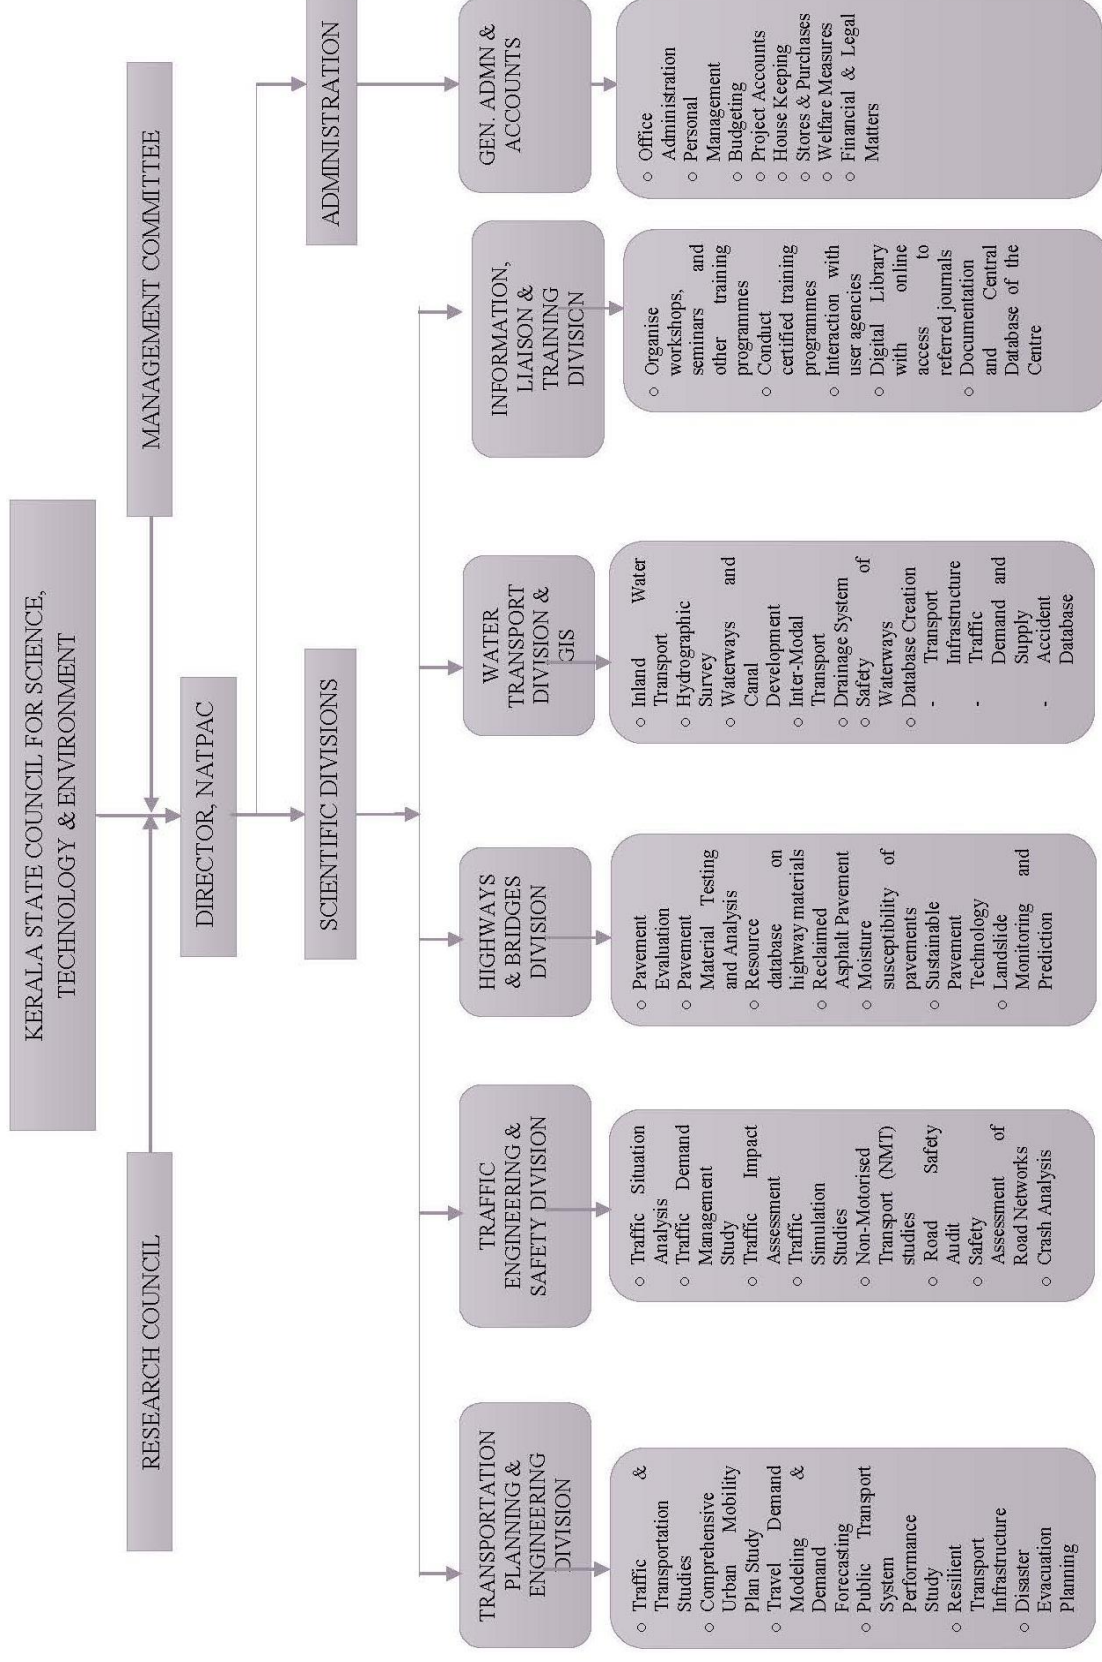 KERALA STATE COUNCIL FOR SCIENCE,
TECHNOLOGY & ENVIRONMENT
RESEARCH COUNCIL
MANAGEMENT COMMITTEE
DIRECTOR, NATPAC
SCIENTIFIC DIVISIONS
ADMINISTRATION
TRANSPORTATION
PLANNING &
ENGINEERING
DIVISION
TRAFFIC
ENGINEERING &
SAFETY DIVISION
HIGHWAYS
& BRIDGES
DIVISION
WATER
TRANSPORT
DIVISION &
GIS
INFORMATION,
LIAISON &
TRAINING
DIVISION
GEN. ADMN &
ACCOUNTS
○ Traffic &
Transportation
Studies
○ Comprehensive
Urban Mobility
Plan Study
○ Travel Demand
Modeling &
Demand
Forecasting
○ Public Transport
System
Performance
Study
○ Resilient
Transport
Infrastructure
○ Disaster
Evacuation
Planning
○ Traffic Situation
Analysis
○ Traffic Demand
Management
Study
○ Traffic Impact
Assessment
○ Traffic
Simulation
Studies
○ Non-Motorised
Transport (NMT)
studies
○ Road Safety
Audit
○ Safety
Assessment of
Road Networks
○ Crash Analysis
○ Pavement
Evaluation
○ Pavement
Material Testing
and Analysis
○ Resource
database on
highway materials
○ Reclaimed
Asphalt Pavement
○ Moisture
susceptibility of
pavements
○ Sustainable
Pavement
Technology
○ Landslide
Monitoring and
Prediction
○ Inland Water
Transport
○ Hydrographic
Survey
○ Waterways and
Canal
Development
○ Inter-Modal
Transport
○ Drainage System
○ Safety of
Waterways
○ Database Creation
- Transport
Infrastructure
- Traffic
Demand and
Supply
- Accident
Database
○ Organise
workshops,
seminars and
other training
programmes
○ Conduct
certified training
programmes
○ Interaction with
user agencies
○ Digital Library
with online
access to
referred journals
○ Documentation
and Central
Database of the
Centre
○ Office
Administration
○ Personal
Management
○ Budgeting
○ Project Accounts
○ House Keeping
○ Stores & Purchases
○ Welfare Measures
○ Financial & Legal
Matters